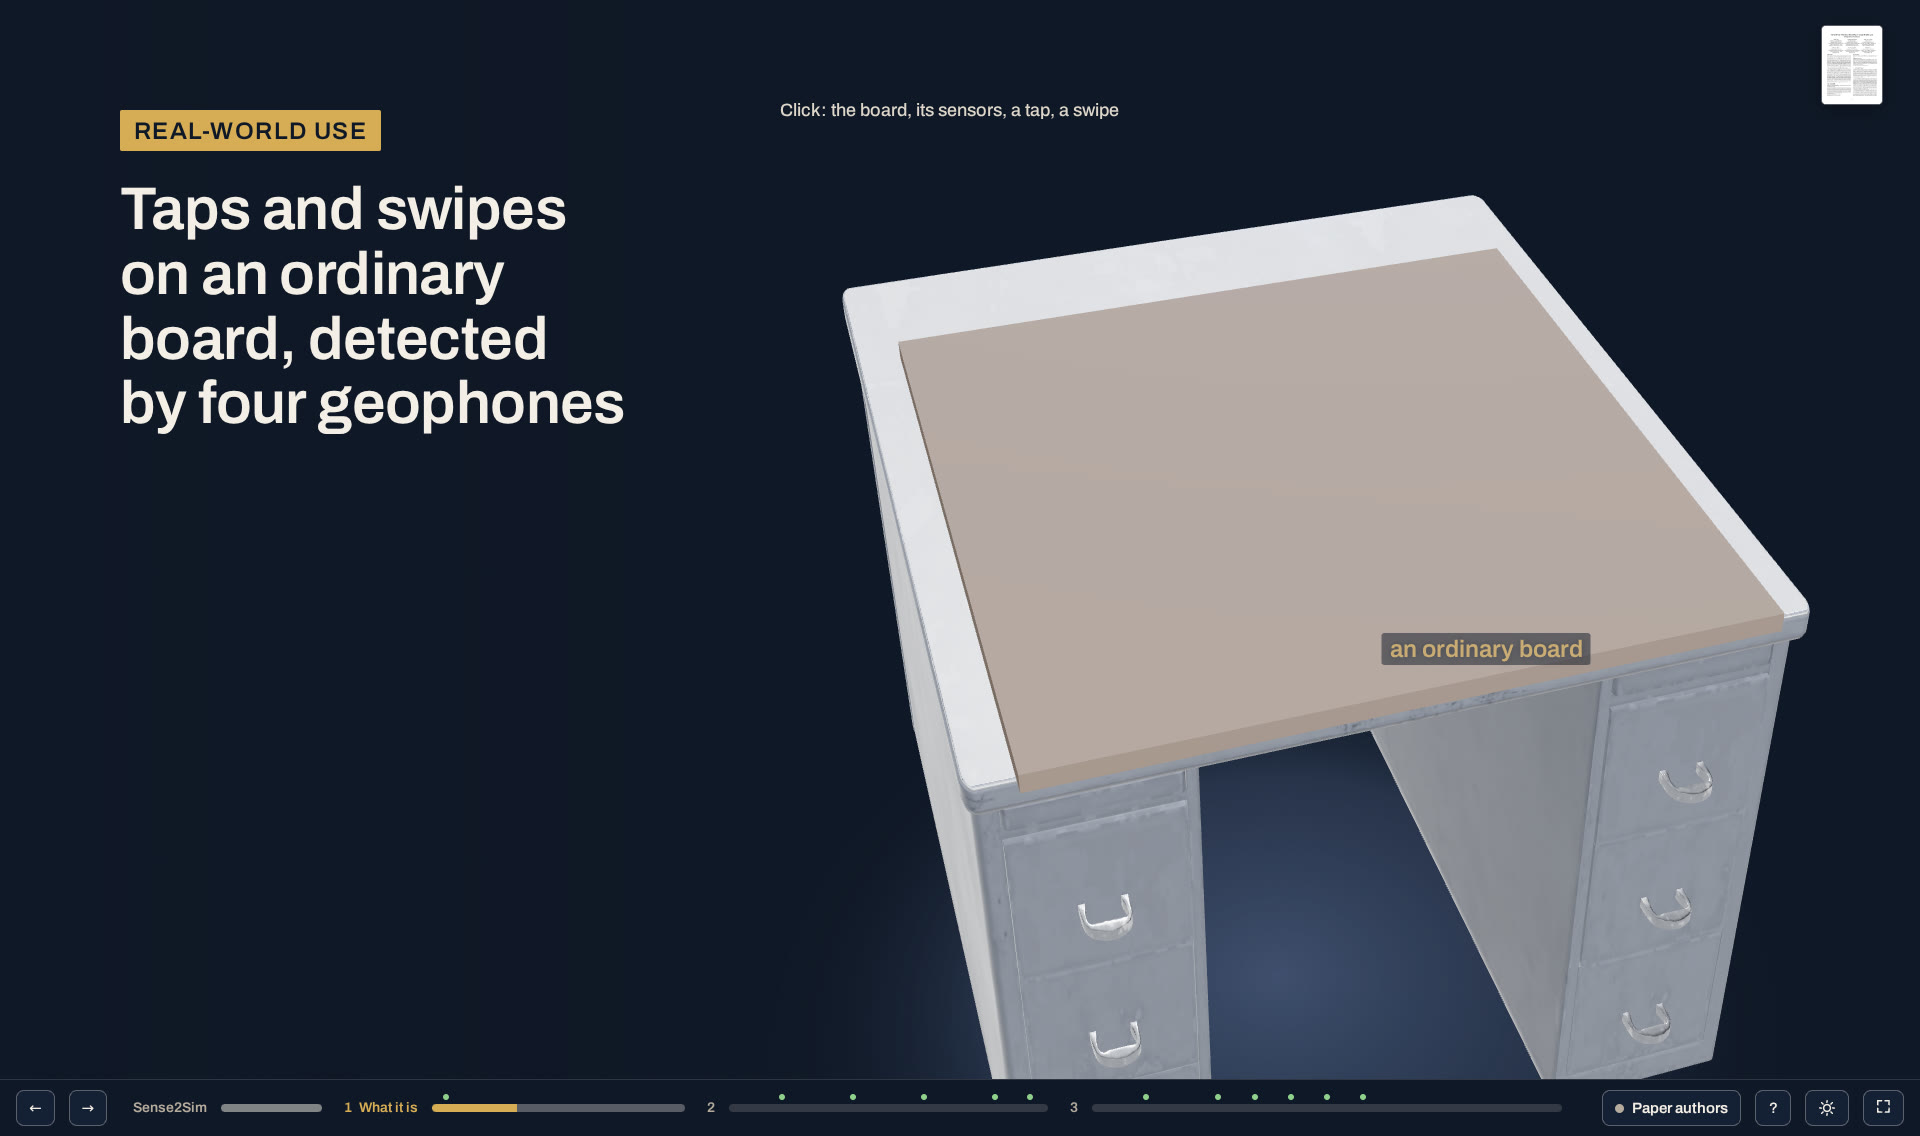 REAL-WORLD USE
Click: the board, its sensors, a tap, a swipe
Taps and swipes
on an ordinary
board, detected
by four geophones
an ordinary board
← → Sense2Sim 1 What it is 2 3 Paper authors ?